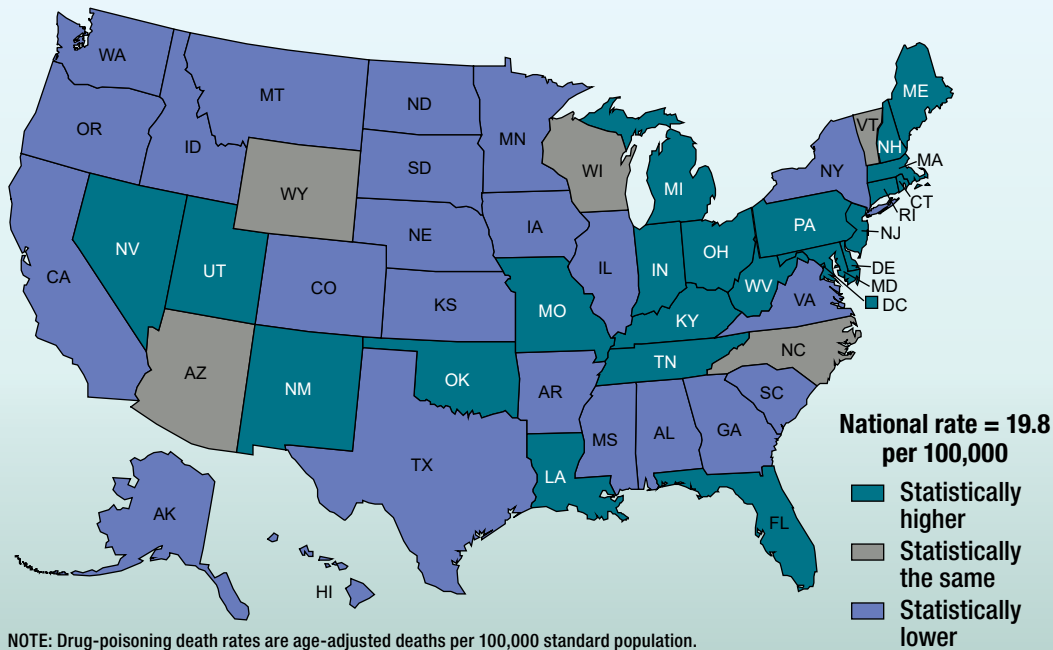 WA
MT
ND
MN
OR
ID
SD
WY
WI
MI
NY
VT
NH
ME
MA
CT
RI
NJ
PA
NE
IA
NV
UT
CO
CA
IL
IN
OH
DE
MD
DC
WV
VA
KS
MO
KY
NC
TN
AZ
NM
OK
AR
SC
MS
AL
GA
TX
LA
FL
AK
HI
National rate = 19.8
per 100,000
Statistically
higher
Statistically
the same
Statistically
lower
NOTE: Drug-poisoning death rates are age-adjusted deaths per 100,000 standard population.